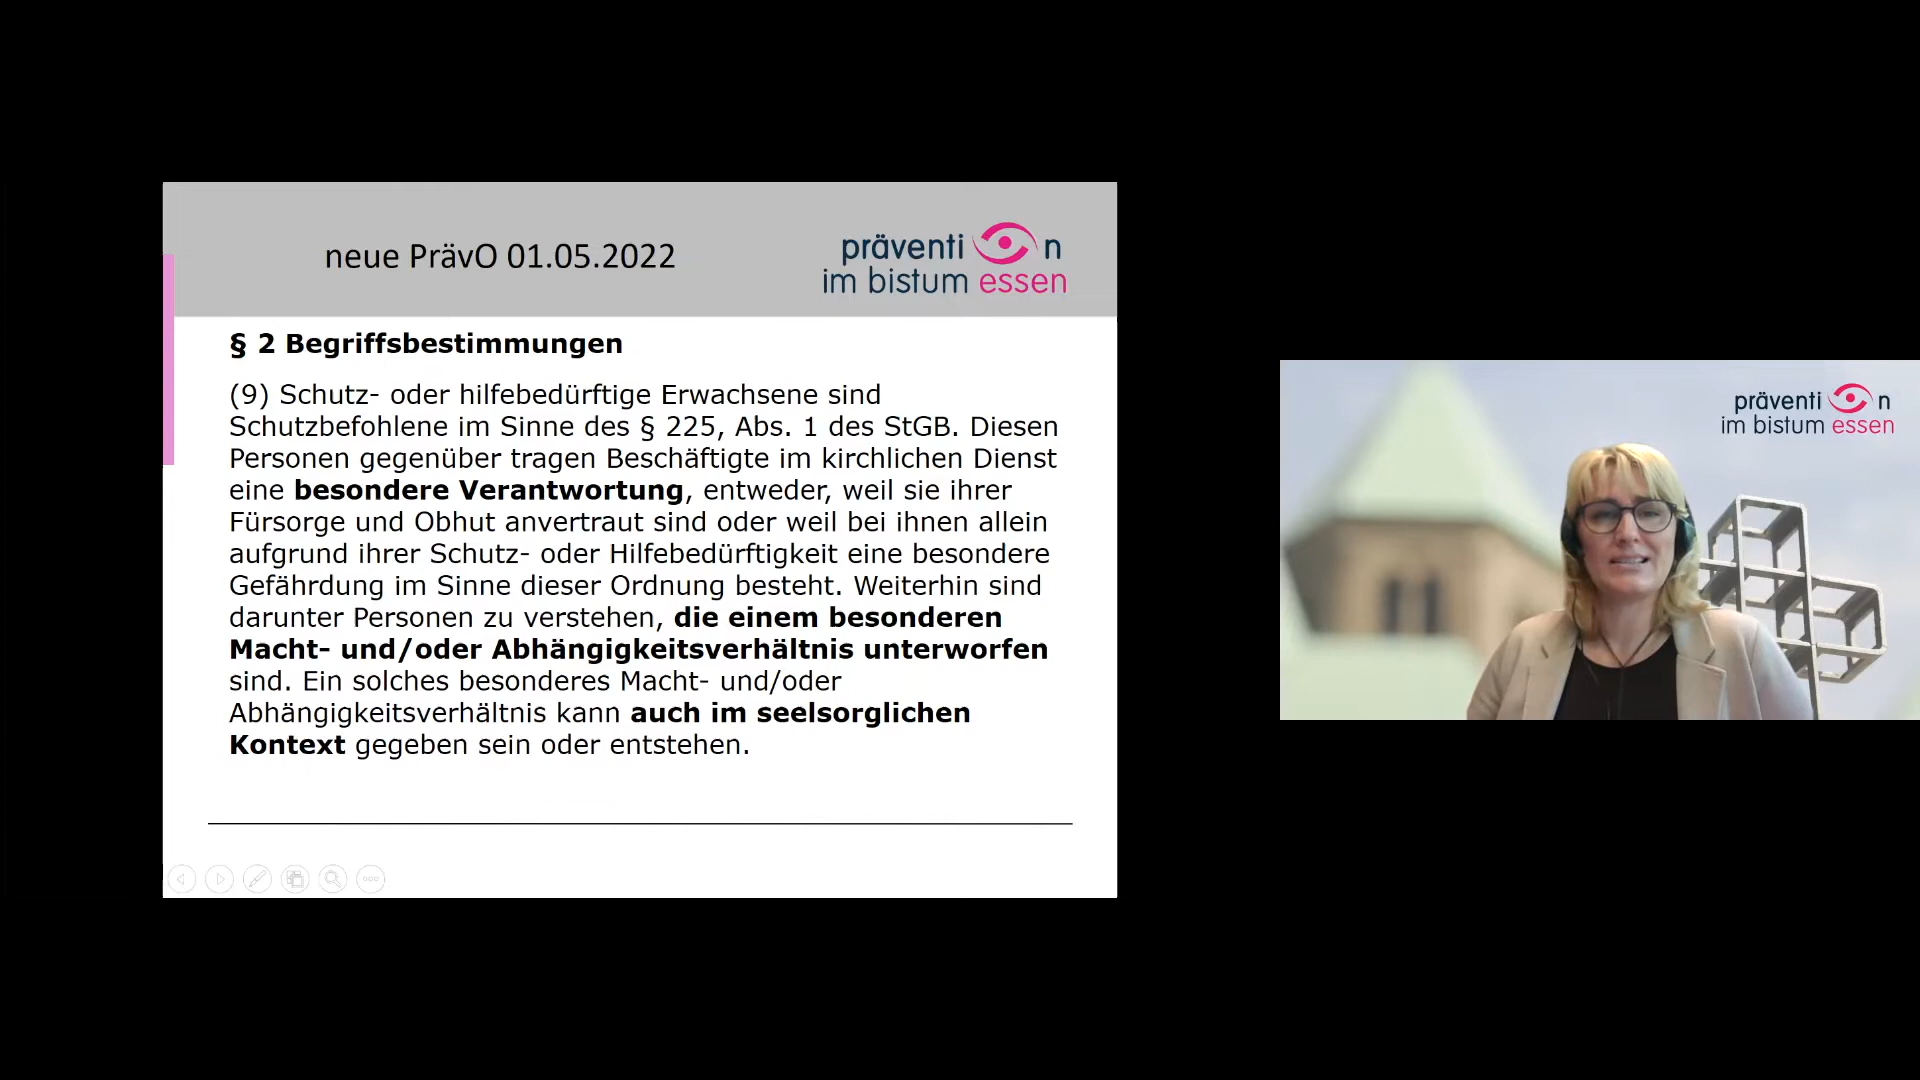 neue PrävO 01.05.2022
präventi n
im bistum essen
§ 2 Begriffsbestimmungen
(9) Schutz- oder hilfebedürftige Erwachsene sind
Schutzbefohlene im Sinne des § 225, Abs. 1 des StGB. Diesen
Personen gegenüber tragen Beschäftigte im kirchlichen Dienst
eine besondere Verantwortung, entweder, weil sie ihrer
Fürsorge und Obhut anvertraut sind oder weil bei ihnen allein
aufgrund ihrer Schutz- oder Hilfebedürftigkeit eine besondere
Gefährdung im Sinne dieser Ordnung besteht. Weiterhin sind
darunter Personen zu verstehen, die einem besonderen
Macht- und/oder Abhängigkeitsverhältnis unterworfen
sind. Ein solches besonderes Macht- und/oder
Abhängigkeitsverhältnis kann auch im seelsorglichen
Kontext gegeben sein oder entstehen.
präventi n
im bistum essen